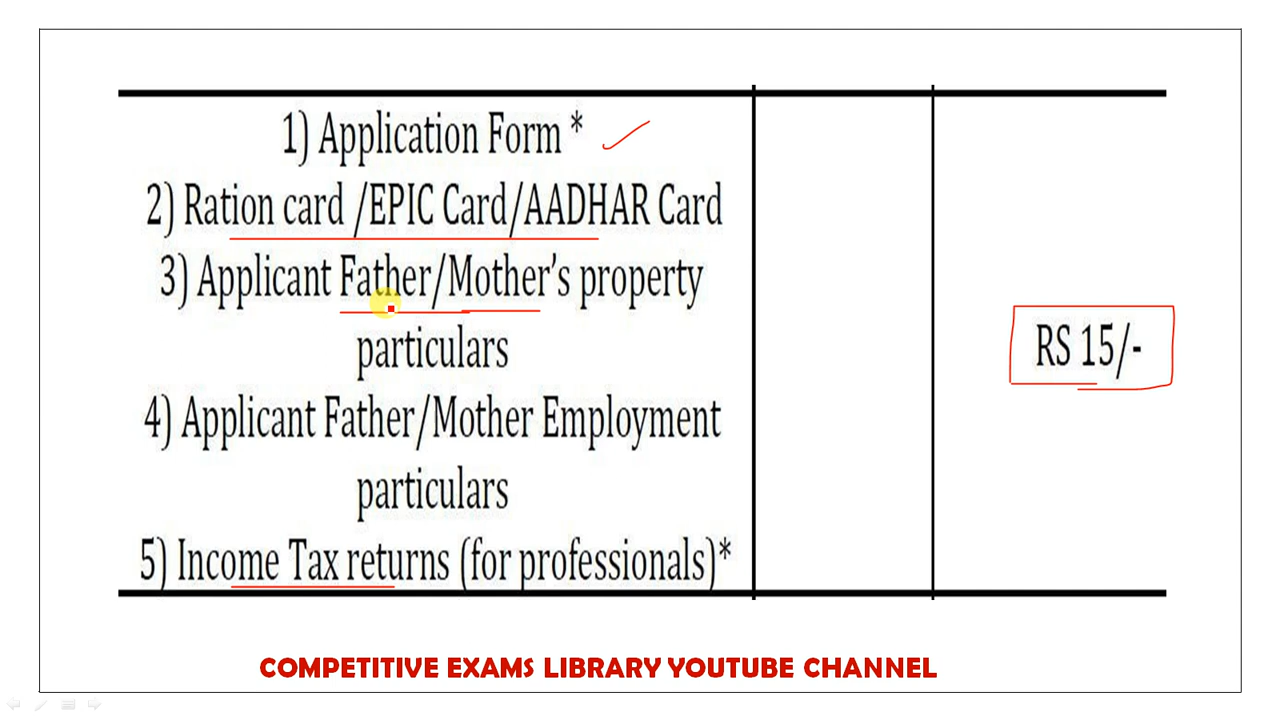 1) Application Form *
2) Ration card /EPIC Card/AADHAR Card
3) Applicant Father/Mother's property
particulars
RS 15/-
4) Applicant Father/Mother Employment
particulars
5) Income Tax returns (for professionals)*
COMPETITIVE EXAMS LIBRARY YOUTUBE CHANNEL